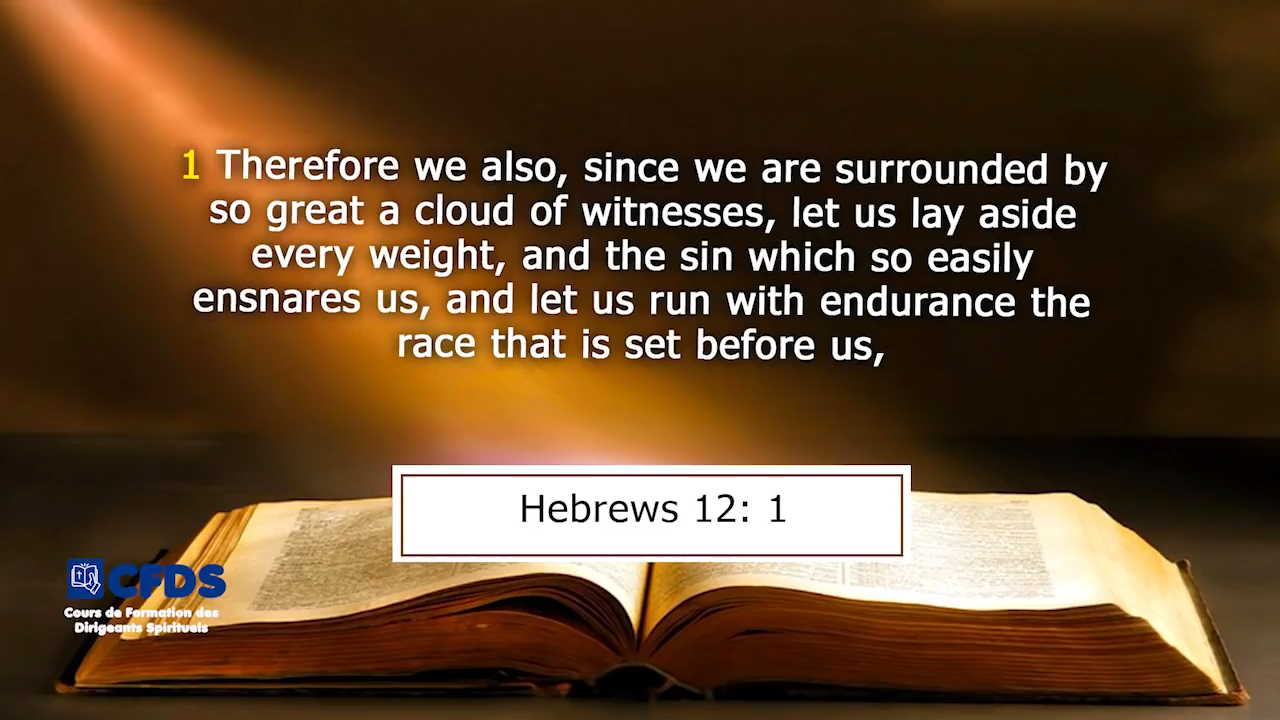 1 Therefore we also, since we are surrounded by
so great a cloud of witnesses, let us lay aside
every weight, and the sin which so easily
ensnares us, and let us run with endurance the
race that is set before us,
Hebrews 12: 1
CFDS
Cours de Formation des
Dirigeants Spirituels